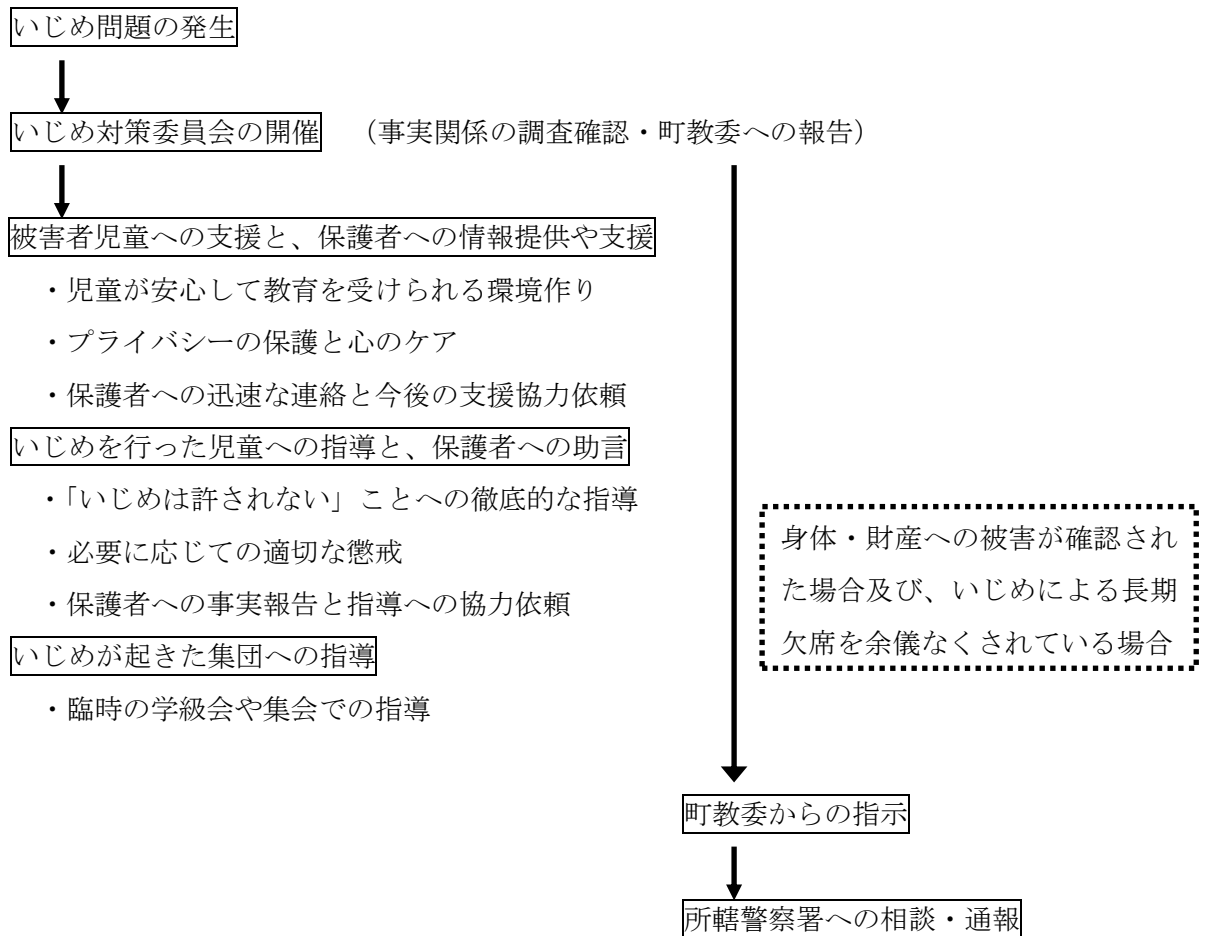 いじめ問題の発生
いじめ対策委員会の開催　（事実関係の調査確認・町教委への報告）
被害者児童への支援と、保護者への情報提供や支援
・児童が安心して教育を受けられる環境作り
・プライバシーの保護と心のケア
・保護者への迅速な連絡と今後の支援協力依頼
いじめを行った児童への指導と、保護者への助言
・「いじめは許されない」ことへの徹底的な指導
・必要に応じての適切な懲戒
・保護者への事実報告と指導への協力依頼
いじめが起きた集団への指導
・臨時の学級会や集会での指導
身体・財産への被害が確認され
た場合及び、いじめによる長期
欠席を余儀なくされている場合
町教委からの指示
所轄警察署への相談・通報